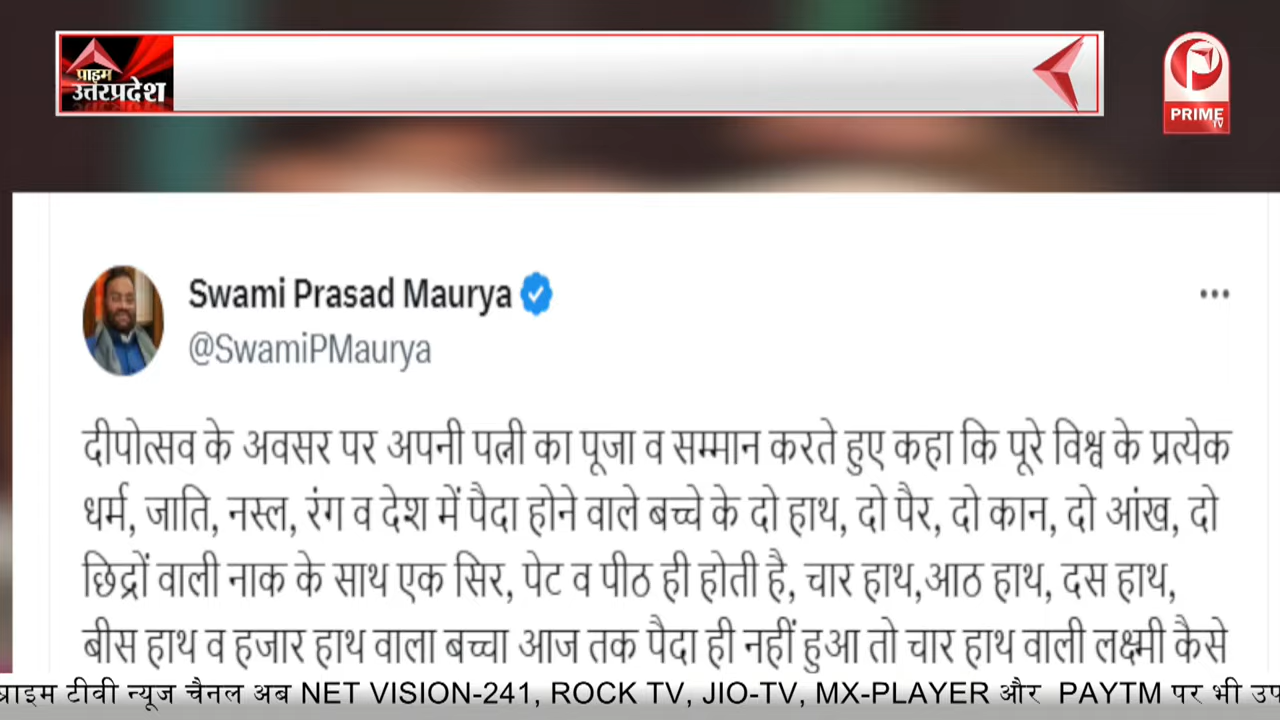 प्राइम
उत्तरप्रदेश
PRIME
TV
Swami Prasad Maurya
@SwamiPMaurya
दीपोत्सव के अवसर पर अपनी पत्नी का पूजा व सम्मान करते हुए कहा कि पूरे विश्व के प्रत्येक
धर्म, जाति, नस्ल, रंग व देश में पैदा होने वाले बच्चे के दो हाथ, दो पैर, दो कान, दो आंख, दो
छिद्रों वाली नाक के साथ एक सिर, पेट व पीठ ही होती है, चार हाथ,आठ हाथ, दस हाथ,
बीस हाथ व हजार हाथ वाला बच्चा आज तक पैदा ही नहीं हुआ तो चार हाथ वाली लक्ष्मी कैसे
प्राइम टीवी न्यूज चैनल अब NET VISION-241, ROCK TV, JIO-TV, MX-PLAYER और PAYTM पर भी